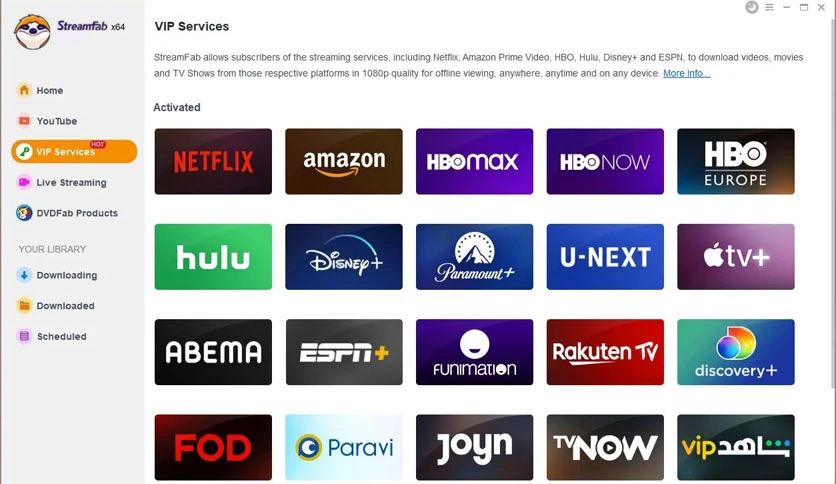 StreamFab x64
VIP Services
StreamFab allows subscribers of the streaming services, including Netflix, Amazon Prime Video, HBO, Hulu, Disney+ and ESPN, to download videos, movies
and TV Shows from those respective platforms in 1080p quality for offline viewing, anywhere, anytime and on any device. More Info...
Home
YouTube
VIP Services HOT
Live Streaming
DVDFab Products
YOUR LIBRARY
Downloading
Downloaded
Scheduled
Activated
NETFLIX amazon HBOMAX HBO NOW HBO
EUROPE
hulu Disney+ Paramount+ U-NEXT tv+
ABEMA ESPN+ FUNIMATION Rakuten TV discovery+
FOD Paravi joyn TVNOW vip شاهد